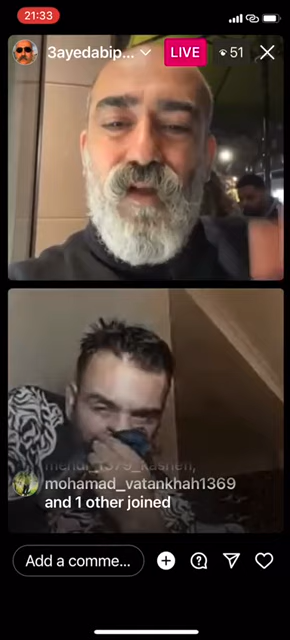 21:33
3ayedabip...
LIVE
51
mohamad_vatankhah1369
and 1 other joined
Add a comme...